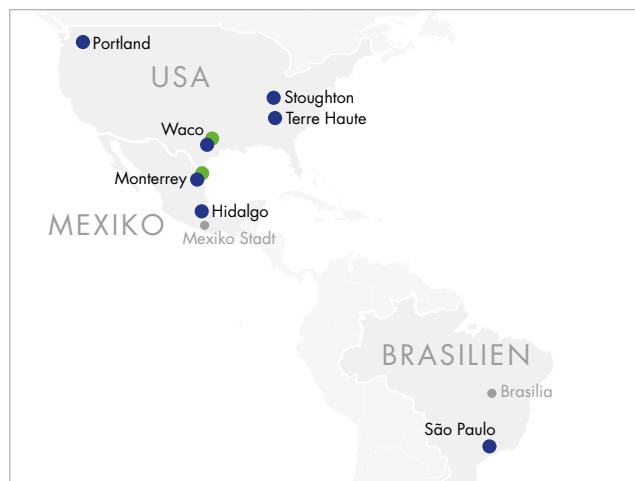 Portland
USA
Stoughton
Terre Haute
Waco
Monterrey
Hidalgo
MEXIKO
Mexiko Stadt
BRASILIEN
Brasilia
São Paulo